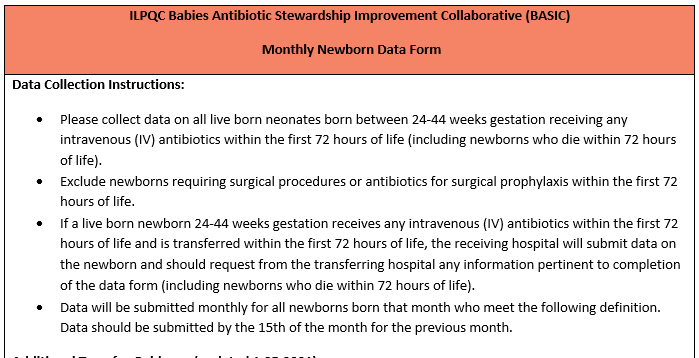 ILPQC Babies Antibiotic Stewardship Improvement Collaborative (BASIC)
Monthly Newborn Data Form
Data Collection Instructions:
• Please collect data on all live born neonates born between 24-44 weeks gestation receiving any
intravenous (IV) antibiotics within the first 72 hours of life (including newborns who die within 72 hours
of life).
• Exclude newborns requiring surgical procedures or antibiotics for surgical prophylaxis within the first 72
hours of life.
• If a live born newborn 24-44 weeks gestation receives any intravenous (IV) antibiotics within the first 72
hours of life and is transferred within the first 72 hours of life, the receiving hospital will submit data on
the newborn and should request from the transferring hospital any information pertinent to completion
of the data form (including newborns who die within 72 hours of life).
• Data will be submitted monthly for all newborns born that month who meet the following definition.
Data should be submitted by the 15th of the month for the previous month.